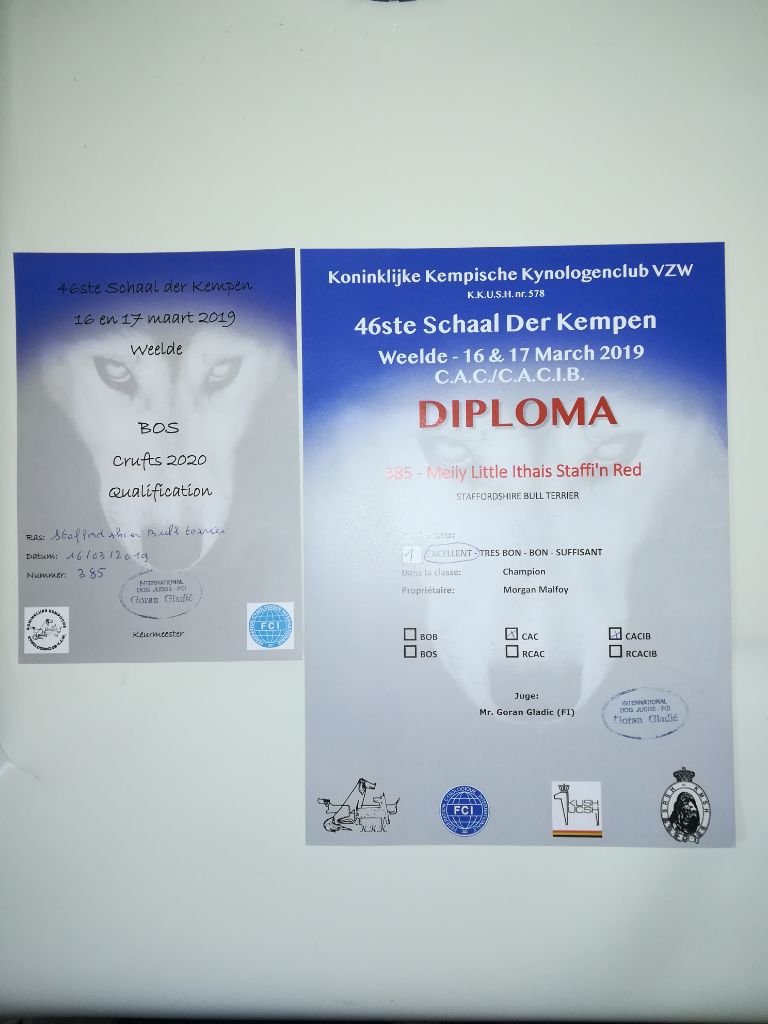 46ste Schaal der Kempen
16 en 17 maart 2019
Weelde
BOS
Crufts 2020
Qualification
Ras: Staffordshire Bull terrier
Datum: 16/03/2019
Nummer: 385
INTERNATIONAL
DOG JUDGE - FCI
Goran Gladić
Keurmeester
FCI
Koninklijke Kempische Kynologenclub VZW
K.K.U.S.H. nr. 578
46ste Schaal Der Kempen
Weelde - 16 & 17 March 2019
C.A.C./C.A.C.I.B.
DIPLOMA
385 - Meily Little Ithais Staffi'n Red
STAFFORDSHIRE BULL TERRIER
1 EXCELLENT - TRES BON - BON - SUFFISANT
Dans la classe: Champion
Propriétaire: Morgan Malfoy
BOB CAC CACIB
BOS RCAC RCACIB
Juge:
Mr. Goran Gladic (FI)
INTERNATIONAL
DOG JUDGE - FCI
Goran Gladić
K.K.K.
FCI
KUSH